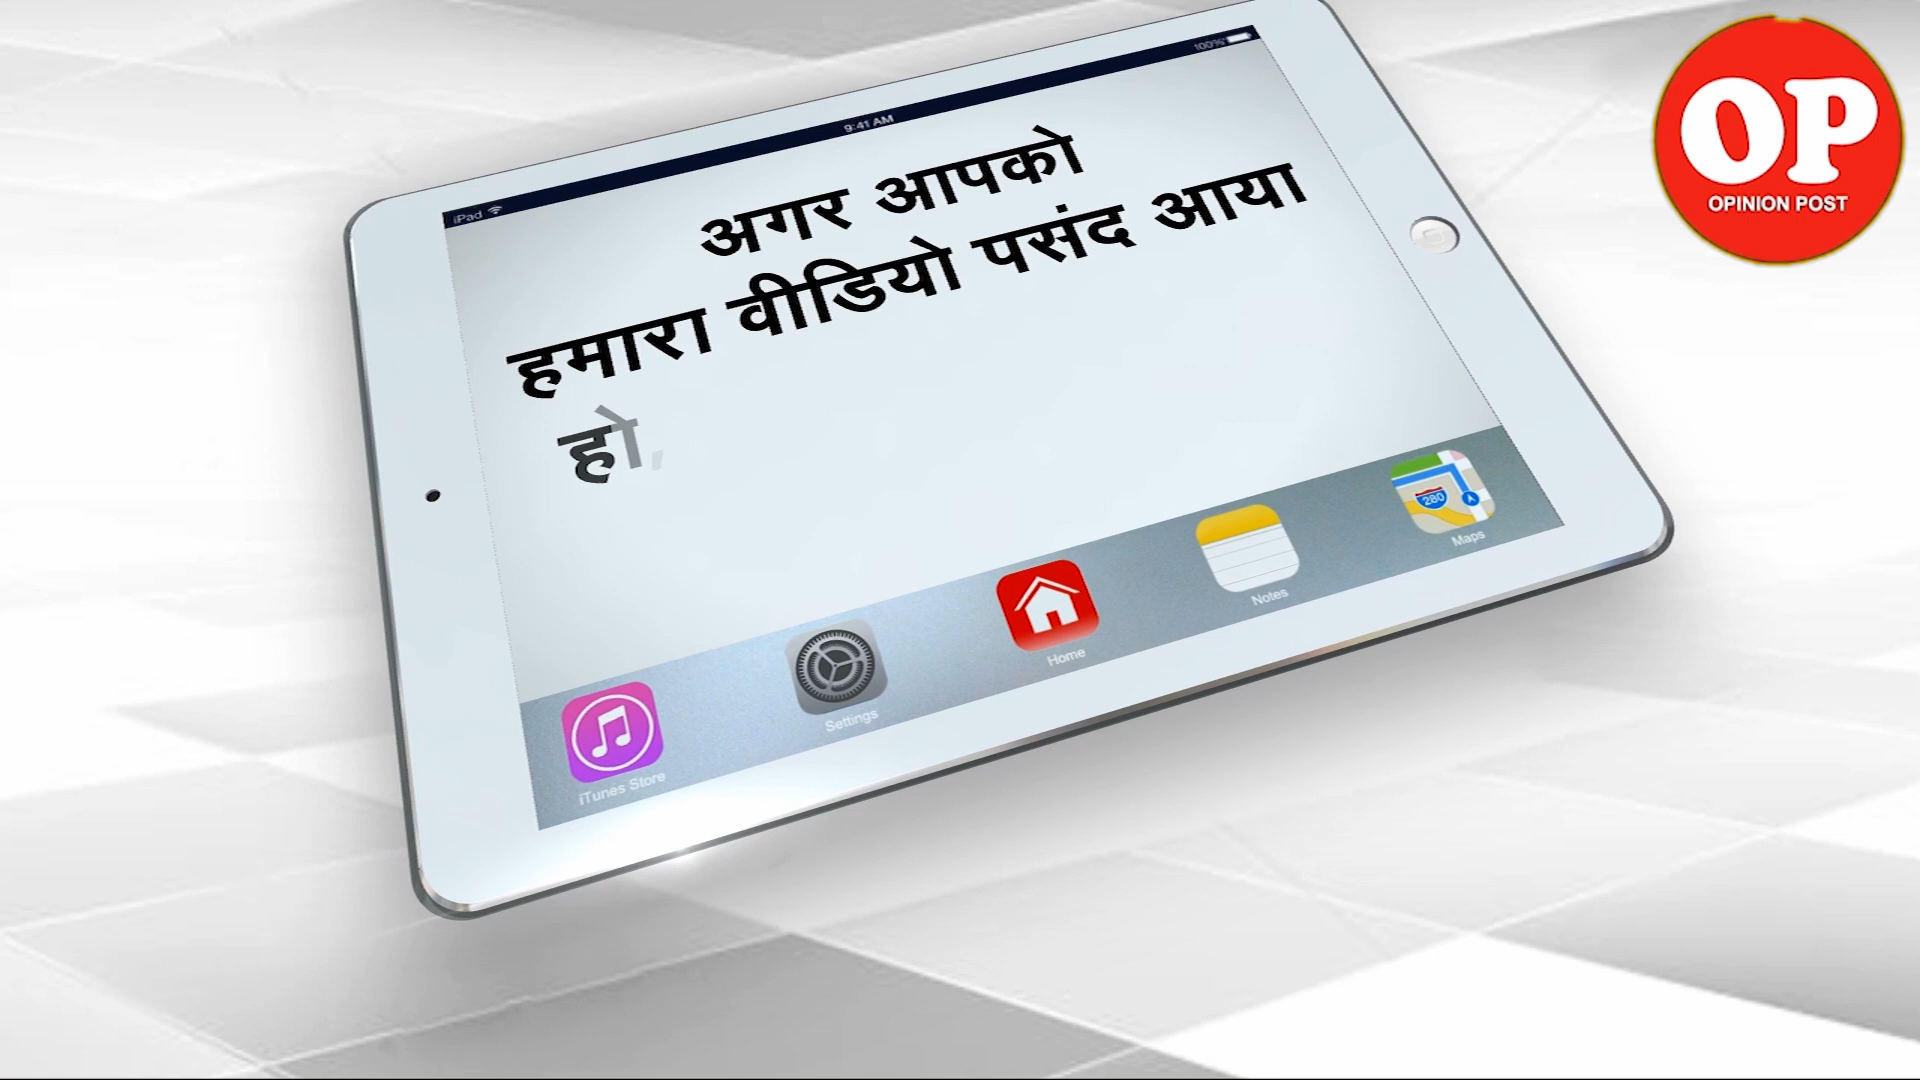 OP
OPINION POST
iPad
9:41 AM
100%
अगर आपको
हमारा वीडियो पसंद आया
हो,
iTunes Store
Settings
Home
Notes
280
Maps